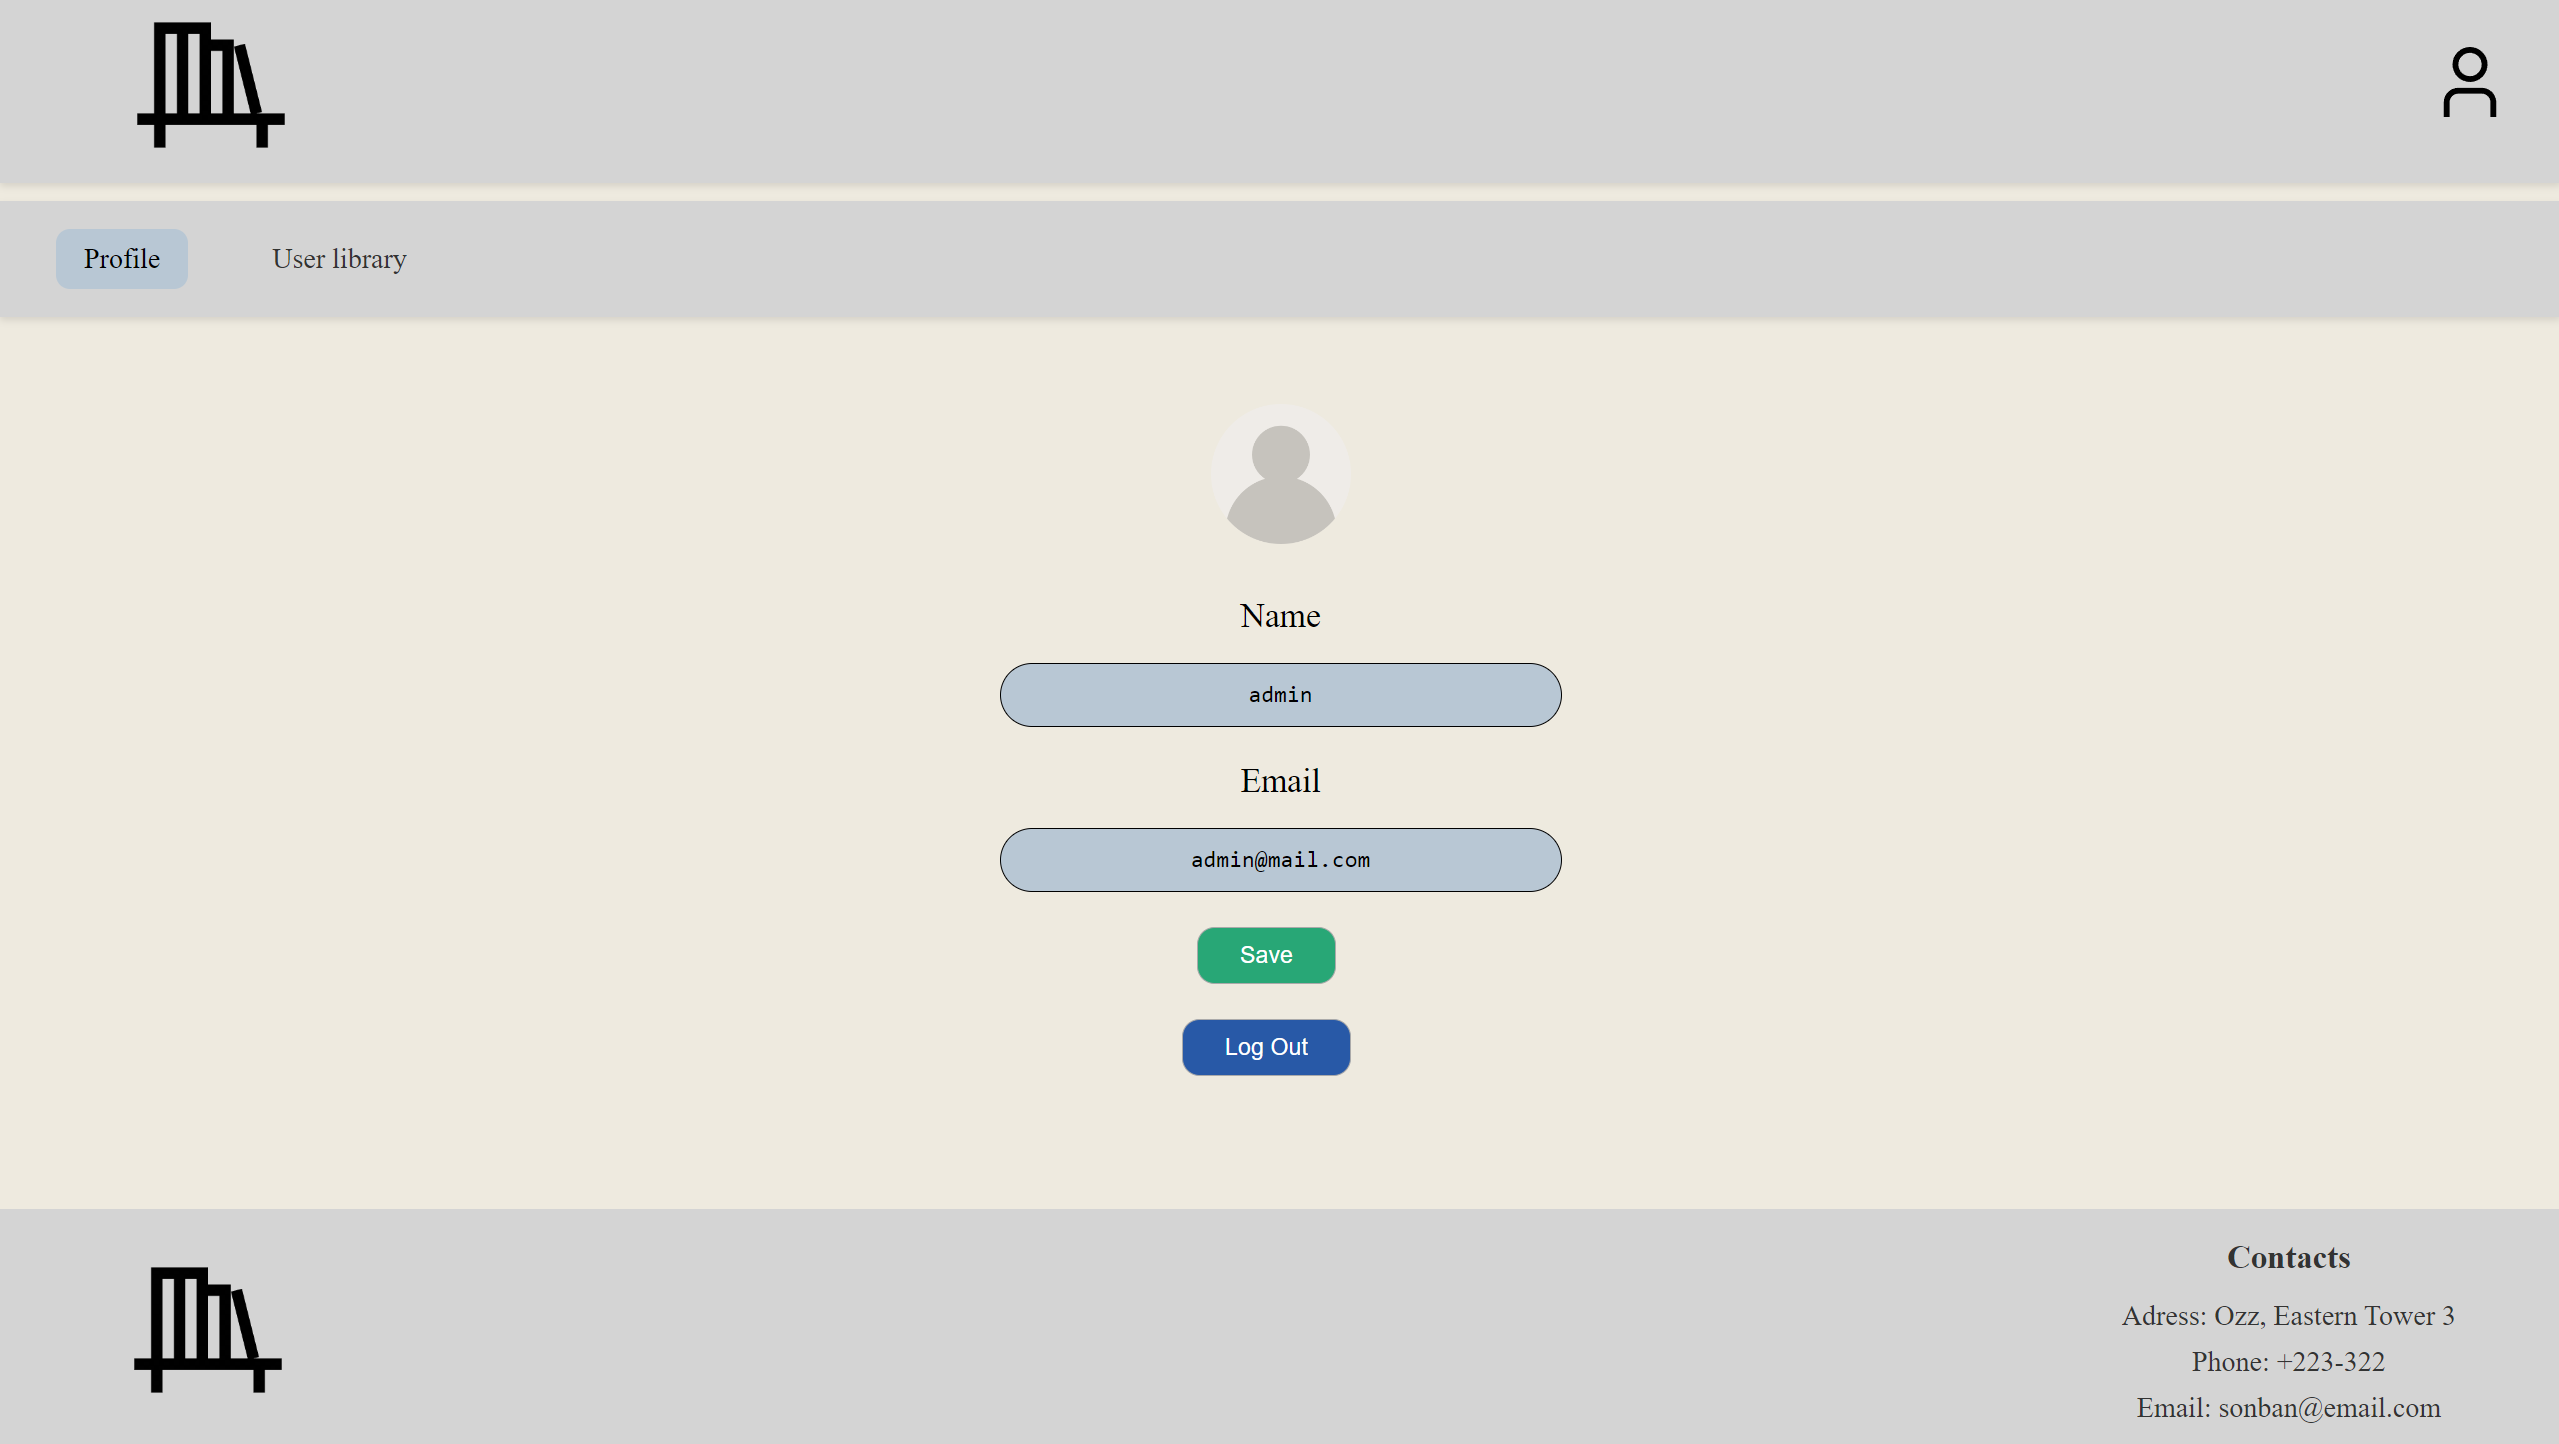 Profile
User library
Name
admin
Email
admin@mail.com
Save
Log Out
Contacts
Adress: Ozz, Eastern Tower 3
Phone: +223-322
Email: sonban@email.com